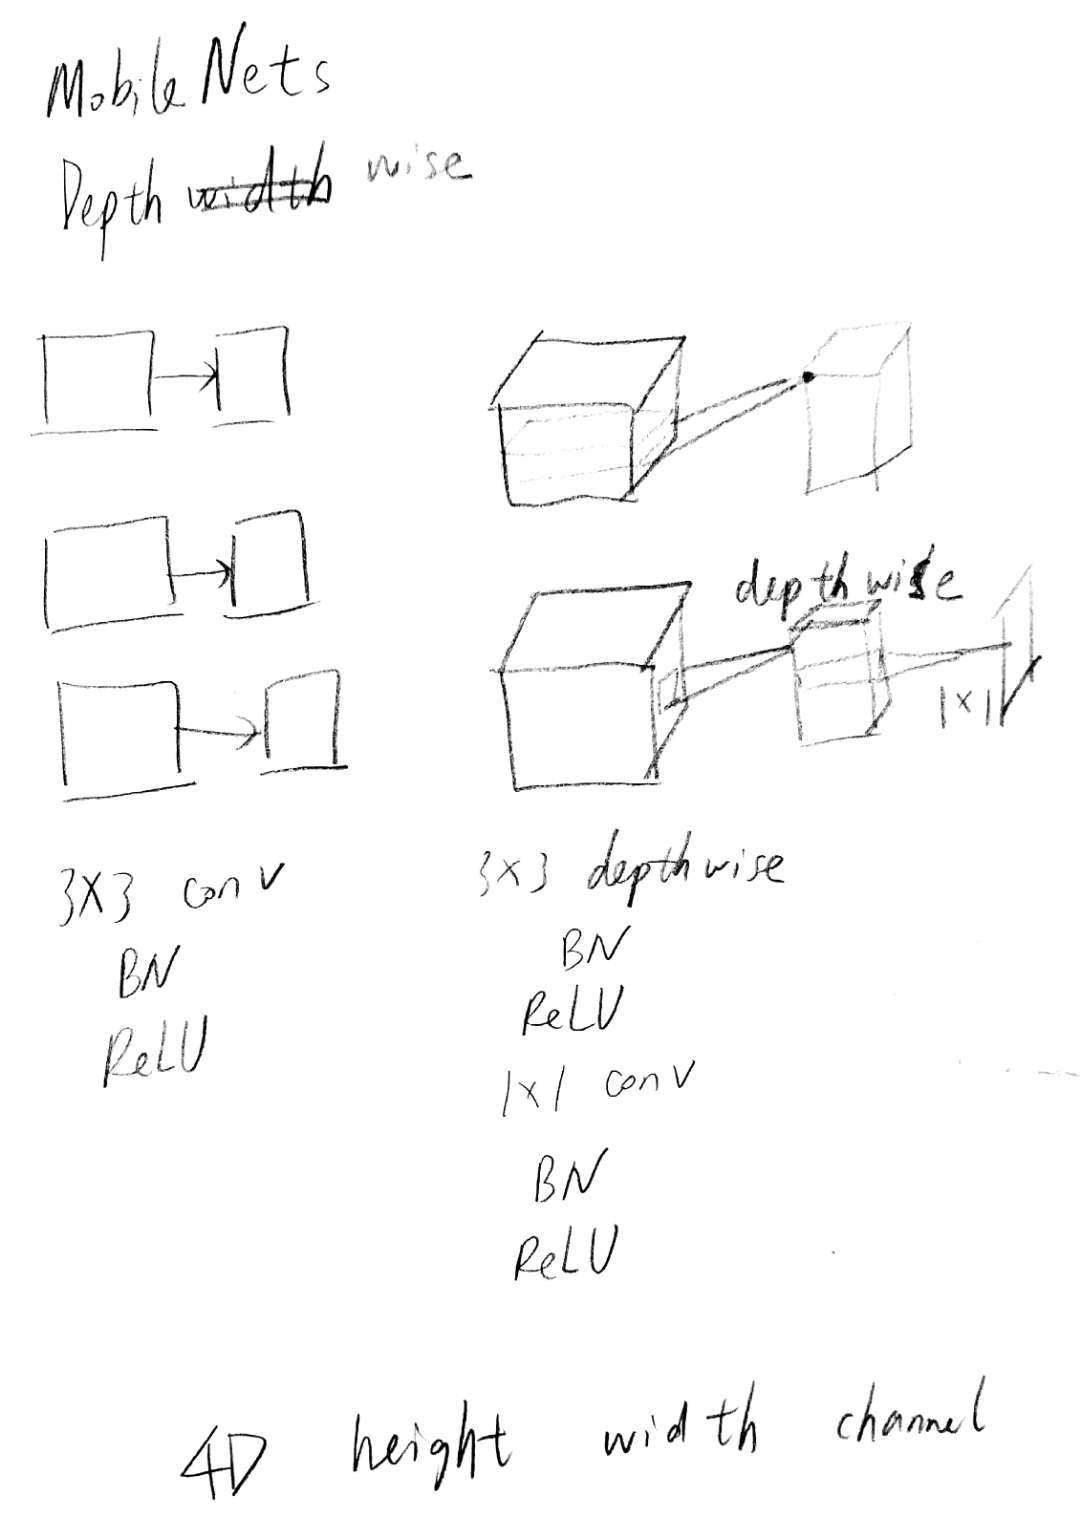 MobileNets
Depth width wise
depthwise
1x1
3x3 conv
BN
ReLU
3x3 depthwise
BN
ReLU
1x1 conv
BN
ReLU
4D height width channel